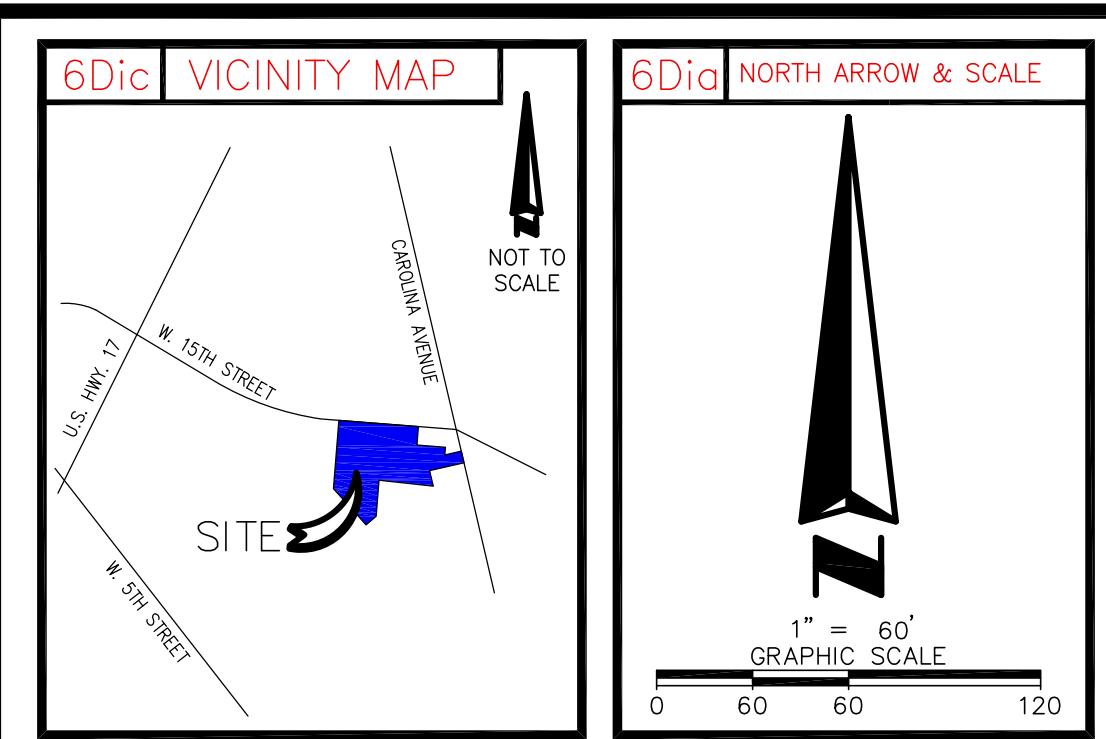 6Dic VICINITY MAP
N
NOT TO
SCALE
CAROLINA AVENUE
W. 15TH STREET
U.S. HWY. 17
SITE
W. 5TH STREET
6Dia NORTH ARROW & SCALE
N
1" = 60'
GRAPHIC SCALE
0 60 60 120